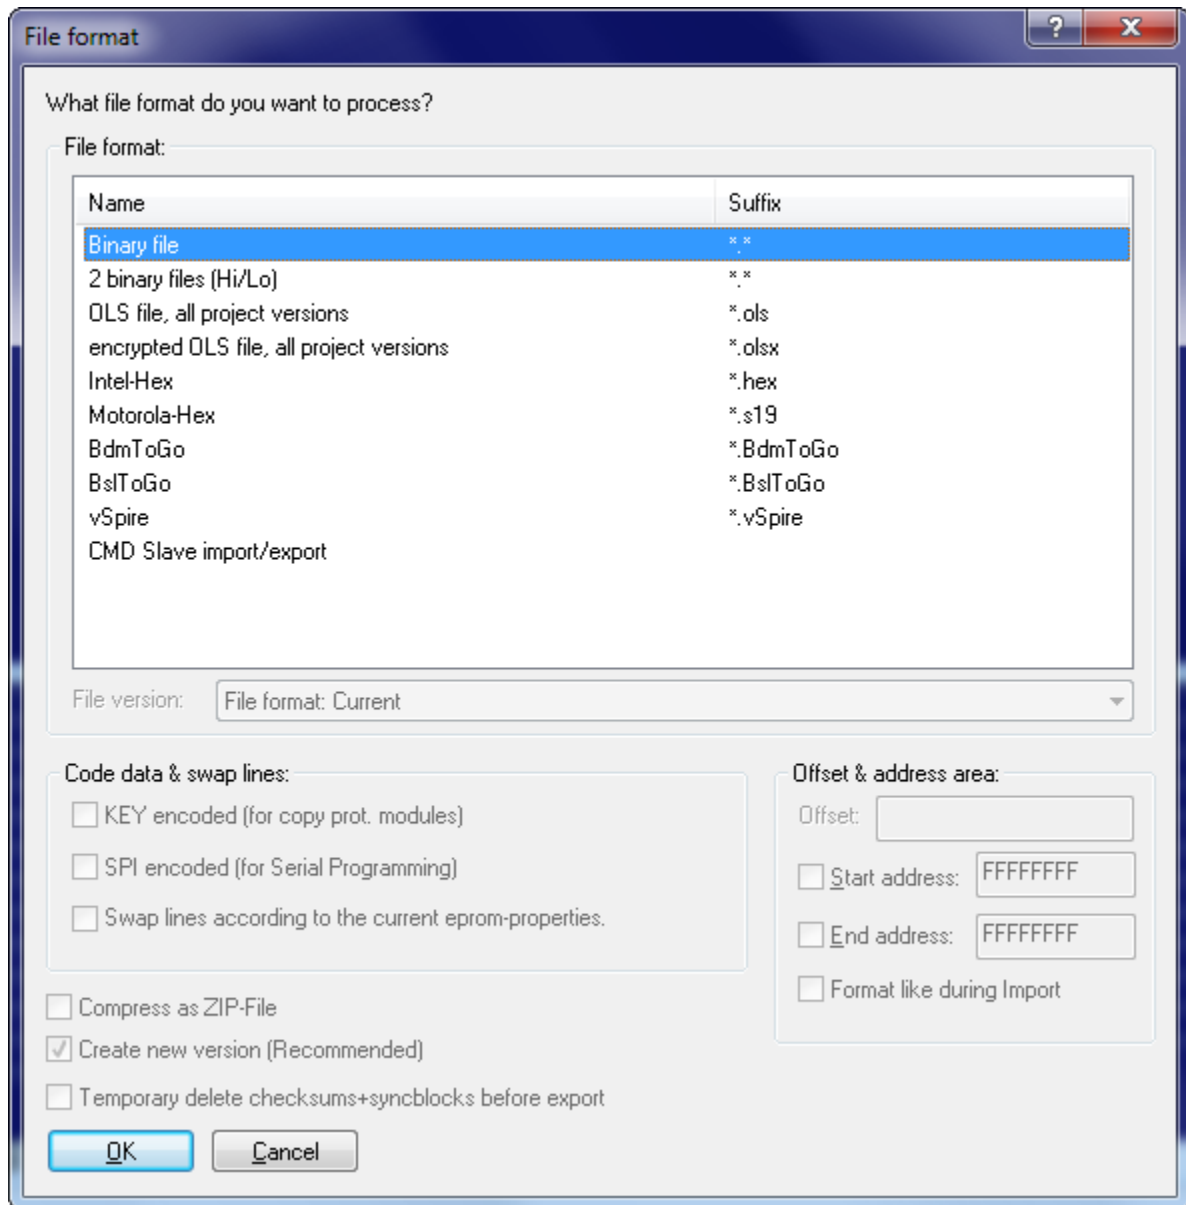 File format
?
X
What file format do you want to process?
File format:
Name Suffix
Binary file *.*
2 binary files (Hi/Lo) *.*
OLS file, all project versions *.ols
encrypted OLS file, all project versions *.olsx
Intel-Hex *.hex
Motorola-Hex *.s19
BdmToGo *.BdmToGo
BslToGo *.BslToGo
vSpire *.vSpire
CMD Slave import/export
File version: File format: Current
Code data & swap lines:
KEY encoded (for copy prot. modules)
SPI encoded (for Serial Programming)
Swap lines according to the current eprom-properties.
Offset & address area:
Offset:
Start address: FFFFFFFF
End address: FFFFFFFF
Format like during Import
Compress as ZIP-File
Create new version (Recommended)
Temporary delete checksums+syncblocks before export
OK Cancel